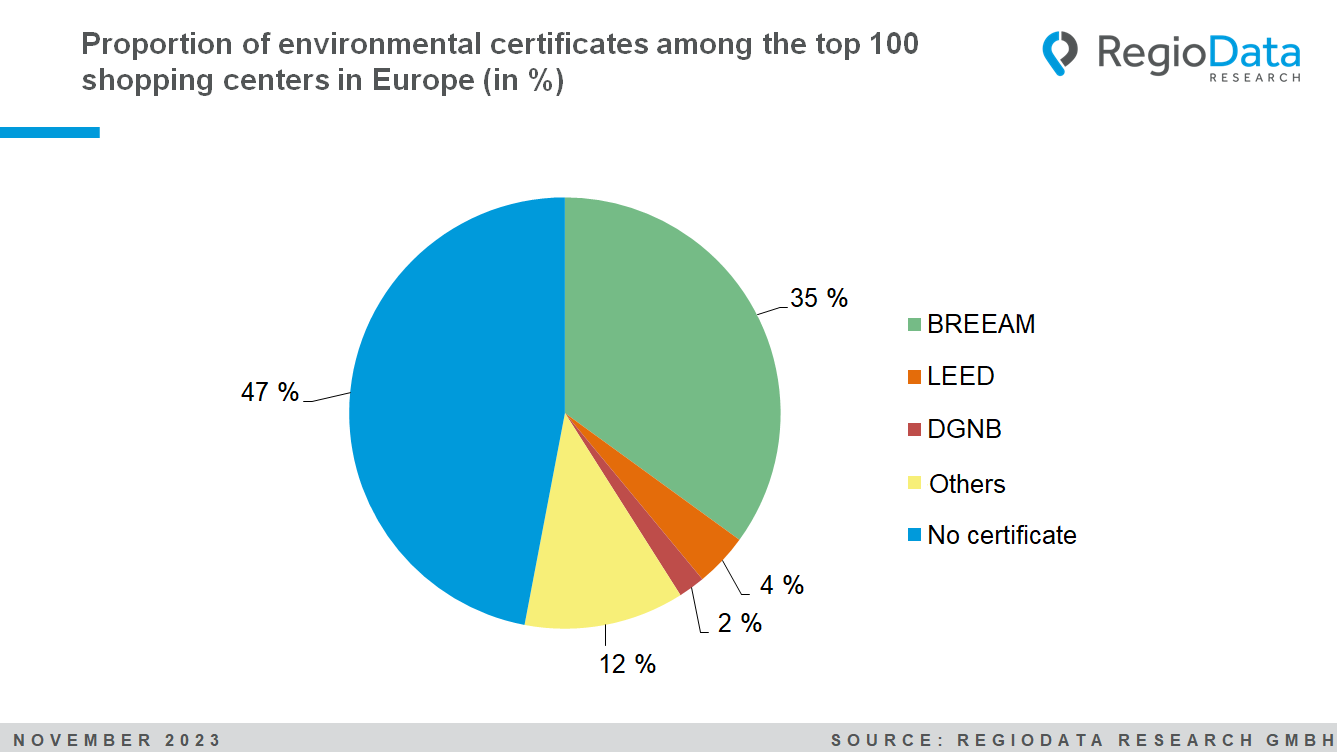 Proportion of environmental certificates among the top 100
shopping centers in Europe (in %)
RegioData
RESEARCH
35 %
47 %
4 %
2 %
12 %
BREEAM
LEED
DGNB
Others
No certificate
NOVEMBER 2023
SOURCE: REGIODATA RESEARCH GMBH